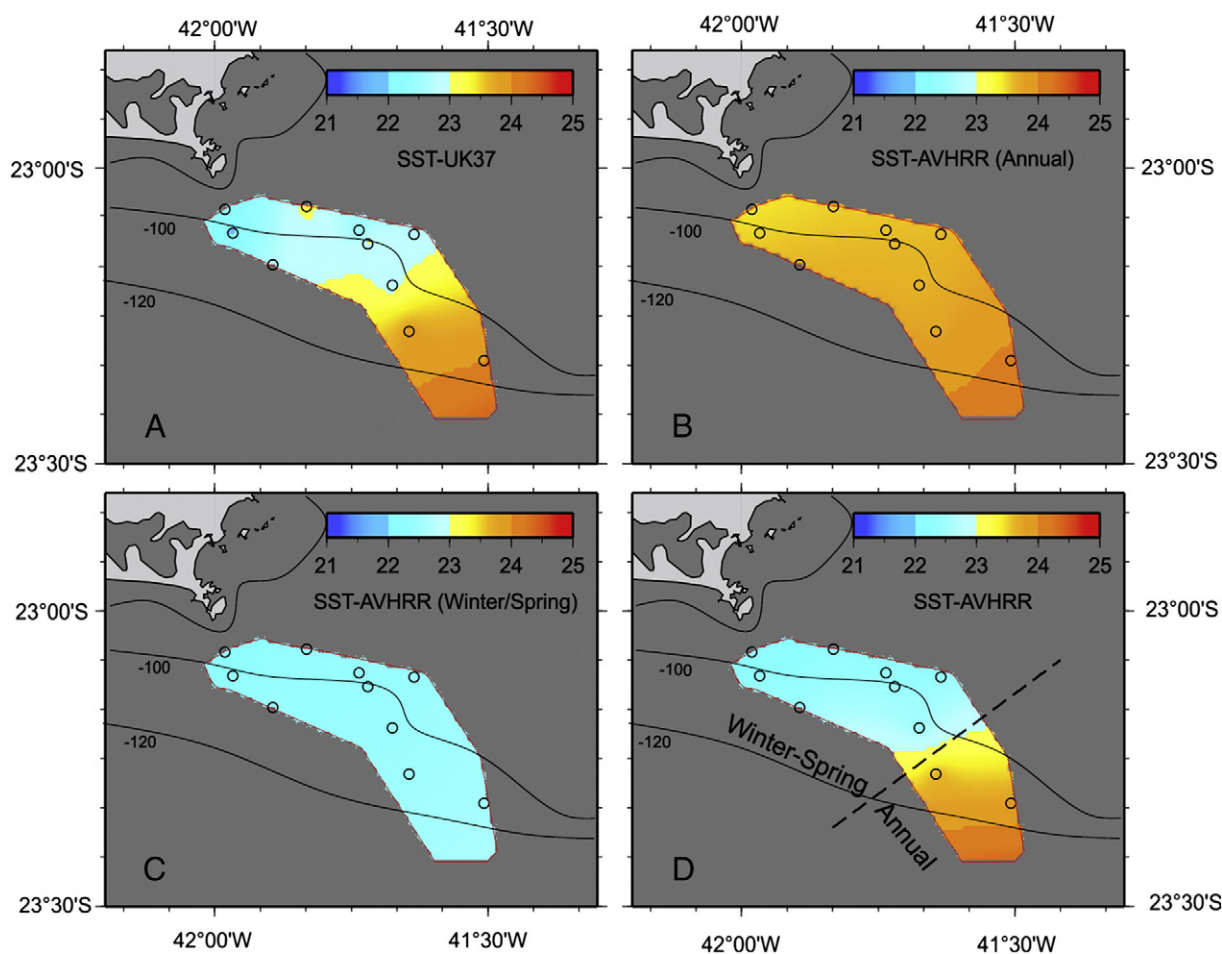 42°00'W 41°30'W 42°00'W 41°30'W
21 22 23 24 25 21 22 23 24 25
SST-UK37 SST-AVHRR (Annual)
23°00'S 23°00'S
-100 -100
-120 -120
A B
23°30'S 23°30'S
21 22 23 24 25 21 22 23 24 25
SST-AVHRR (Winter/Spring) SST-AVHRR
23°00'S 23°00'S
-100 -100
-120 -120
Winter-Spring
Annual
C D
23°30'S 23°30'S
42°00'W 41°30'W 42°00'W 41°30'W